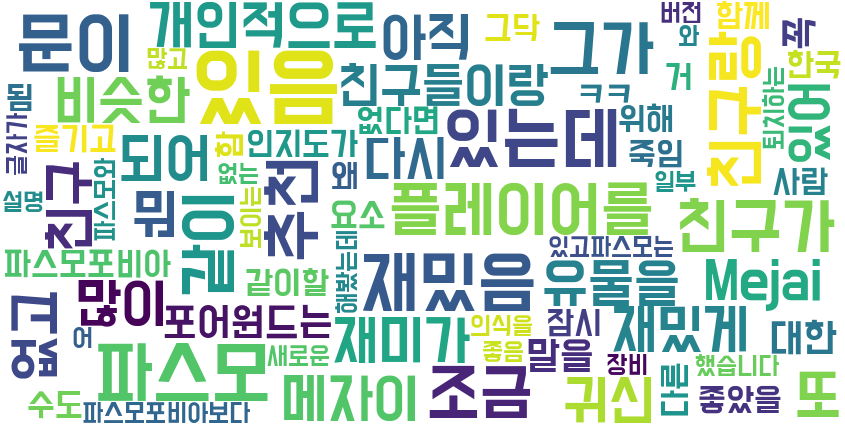 문이
개인적으로
많고
아직
그닥
그가
버전
와
함께
폭
비슷한
있음
친구들이랑
ㅋㅋ
거
친구랑
한국
퇴치하는
있어
글자가
됨
즐기고
되어
함
인지도가
없다면
있는데
위해
죽임
설명
친구
파스모와
뭔
없는
보이는
추천
왜
다시
일부
사람
같이
요소
플레이어를
친구가
파스모포비아
같이할
해봤는데
재밌음
있고파스모는
유물을
Mejai
없고
많이
포어원드는
재미가
인식을
잠시
재밌게
대한
어
파스모
새로운
좋음
말을
장비
다른
했습니다
수도
파스모포비아보다
메자이
조금
귀신
좋았을
또